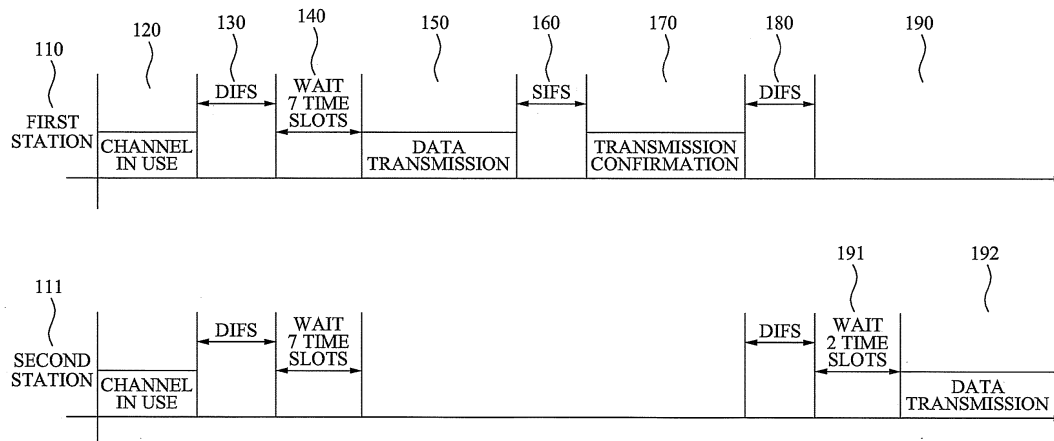 110
120
130
140
150
160
170
180
190
FIRST
STATION
CHANNEL
IN USE
DIFS
WAIT
7 TIME
SLOTS
DATA
TRANSMISSION
SIFS
TRANSMISSION
CONFIRMATION
DIFS
111
191
192
SECOND
STATION
CHANNEL
IN USE
DIFS
WAIT
7 TIME
SLOTS
DIFS
WAIT
2 TIME
SLOTS
DATA
TRANSMISSION